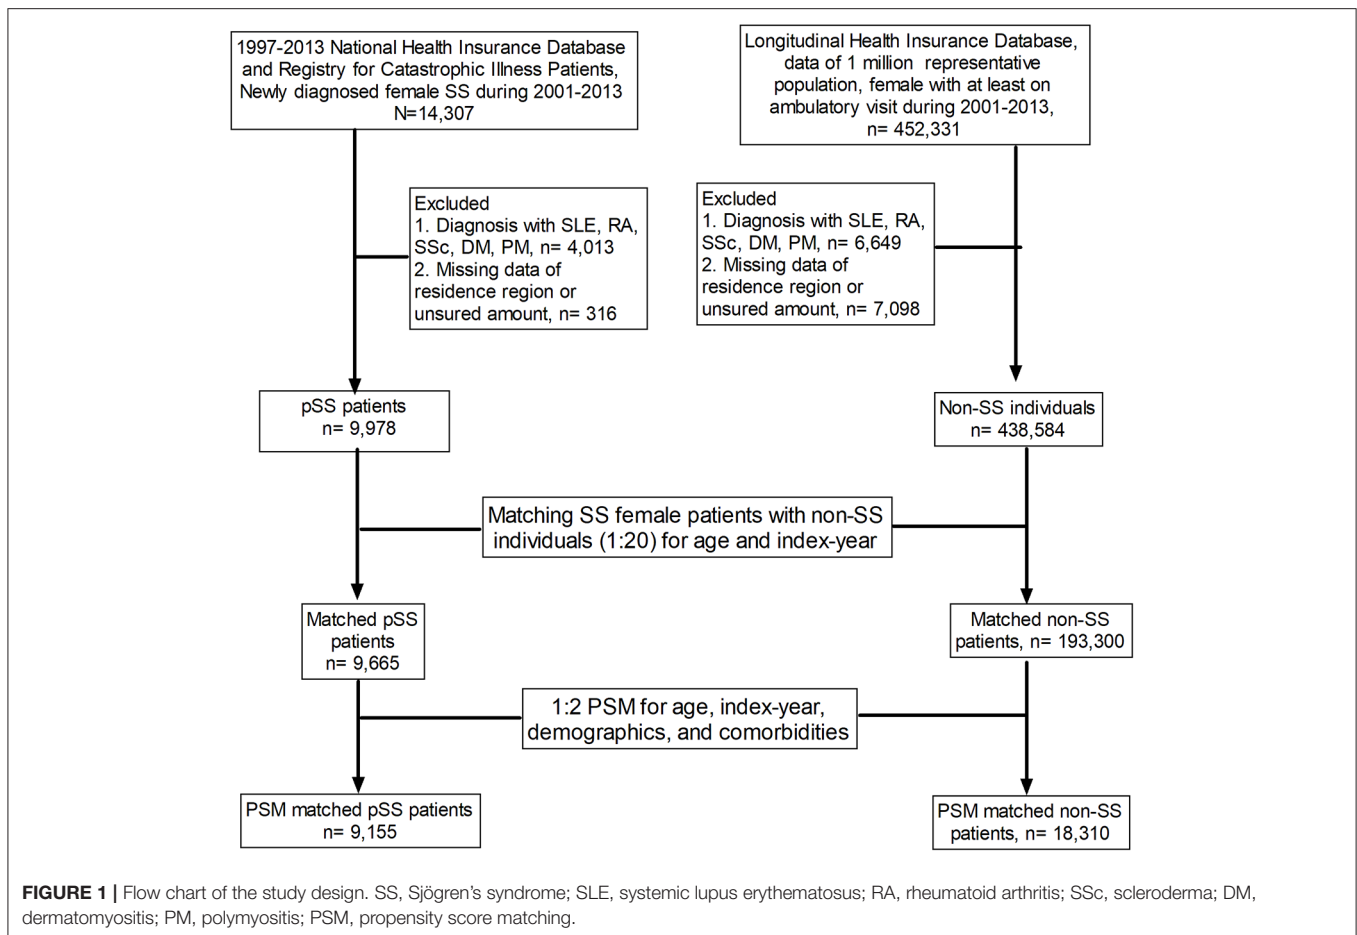 1997-2013 National Health Insurance Database
and Registry for Catastrophic Illness Patients,
Newly diagnosed female SS during 2001-2013
N=14,307
Longitudinal Health Insurance Database,
data of 1 million representative
population, female with at least on
ambulatory visit during 2001-2013,
n= 452,331
Excluded
1. Diagnosis with SLE, RA,
SSc, DM, PM, n= 4,013
2. Missing data of
residence region or
unsured amount, n= 316
Excluded
1. Diagnosis with SLE, RA,
SSc, DM, PM, n= 6,649
2. Missing data of
residence region or
unsured amount, n= 7,098
pSS patients
n= 9,978
Non-SS individuals
n= 438,584
Matching SS female patients with non-SS
individuals (1:20) for age and index-year
Matched pSS
patients
n= 9,665
Matched non-SS
patients, n= 193,300
1:2 PSM for age, index-year,
demographics, and comorbidities
PSM matched pSS patients
n= 9,155
PSM matched non-SS
patients, n= 18,310
FIGURE 1 | Flow chart of the study design. SS, Sjögren's syndrome; SLE, systemic lupus erythematosus; RA, rheumatoid arthritis; SSc, scleroderma; DM,
dermatomyositis; PM, polymyositis; PSM, propensity score matching.